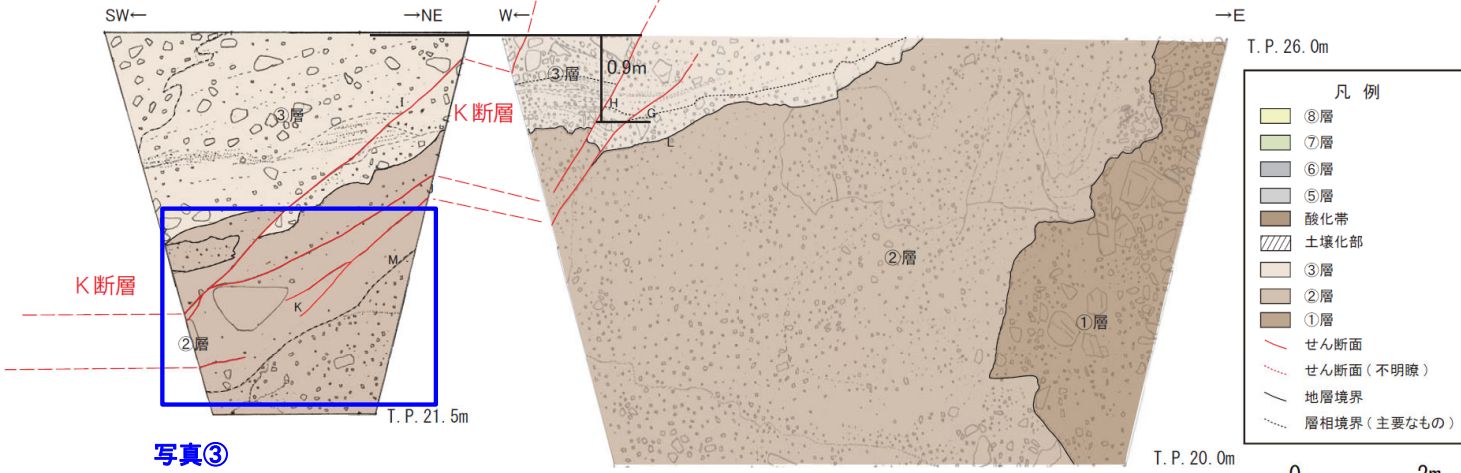 SW← →NE W← →E
T.P.26.0m
③層 0.9m
I
③層
K断層
H
G
L
J
M
②層
K断層
K
①層
②層
T.P.21.5m
写真③
T.P.20.0m
凡 例
⑧層
⑦層
⑥層
⑤層
酸化帯
土壌化部
③層
②層
①層
せん断面
せん断面(不明瞭)
地層境界
層相境界(主要なもの)
0 2m